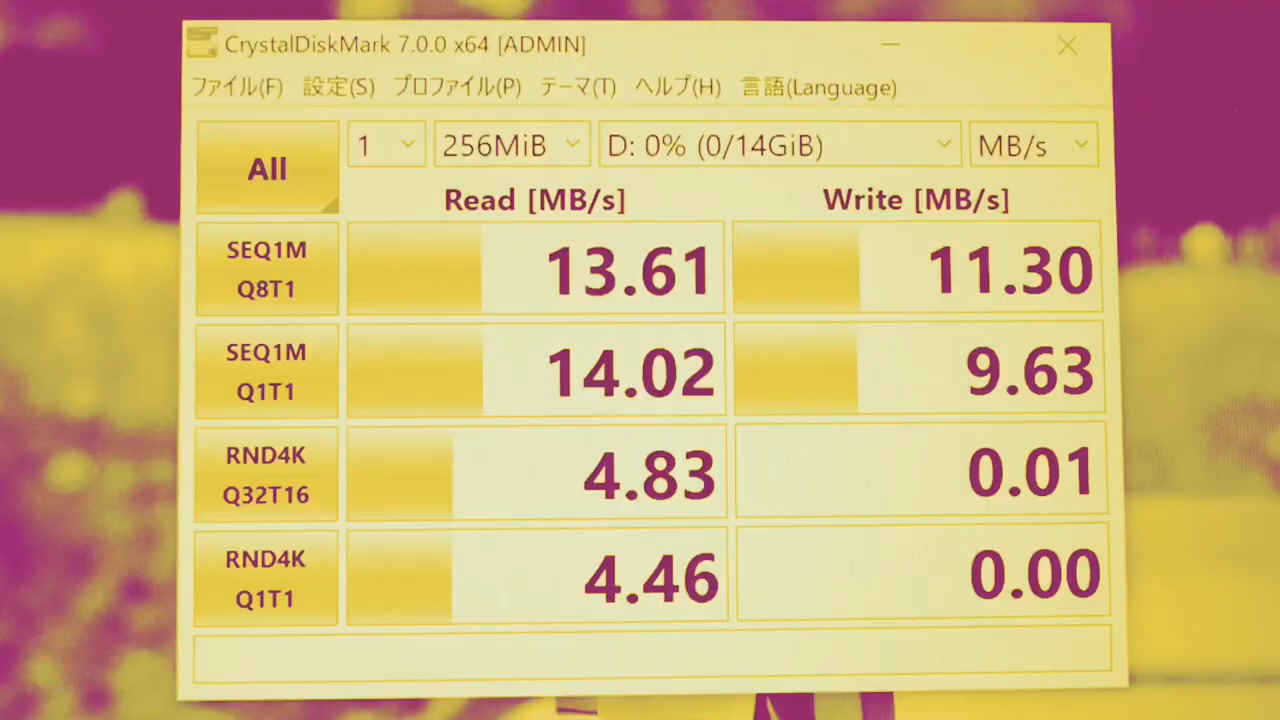 CrystalDiskMark 7.0.0 x64 [ADMIN]
ファイル(F) 設定(S) プロファイル(P) テーマ(T) ヘルプ(H) 言語(Language)
All 1 256MiB D: 0% (0/14GiB) MB/s
Read [MB/s] Write [MB/s]
SEQ1M
Q8T1
13.61 11.30
SEQ1M
Q1T1
14.02 9.63
RND4K
Q32T16
4.83 0.01
RND4K
Q1T1
4.46 0.00